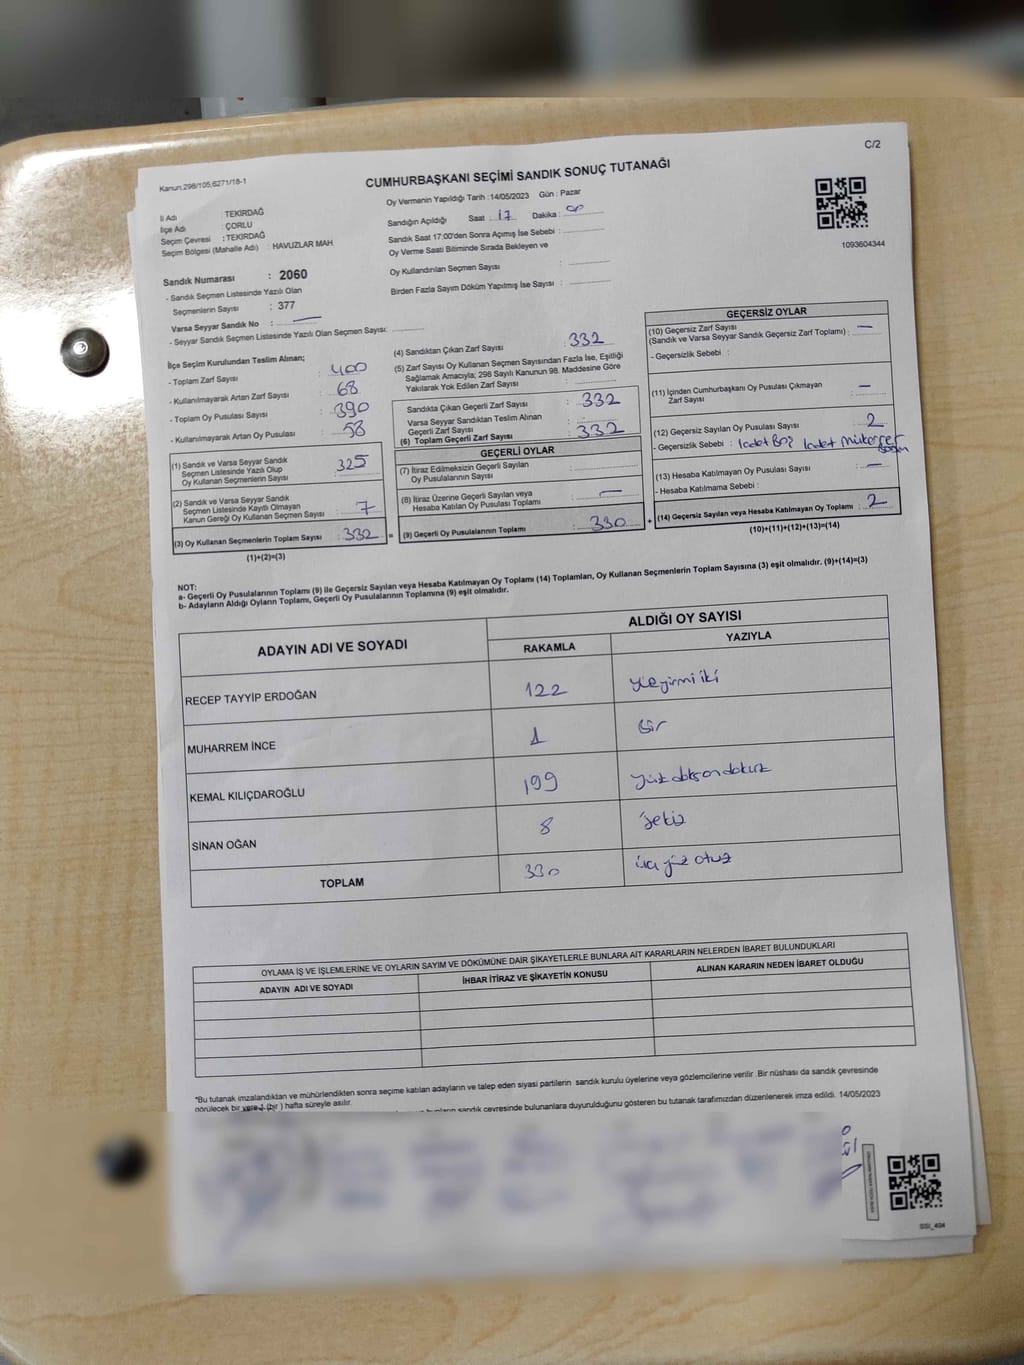 C/2
Kanun:298/105,6271/18-1
CUMHURBAŞKANI SEÇİMİ SANDIK SONUÇ TUTANAĞI
İl Adı : TEKİRDAĞ
İlçe Adı : ÇORLU
Seçim Çevresi : TEKİRDAĞ
Seçim Bölgesi (Mahalle Adı) : HAVUZLAR MAH
Sandık Numarası : 2060
- Sandık Seçmen Listesinde Yazılı Olan
Seçmenlerin Sayısı : 377
Varsa Seyyar Sandık No :
- Seyyar Sandık Seçmen Listesinde Yazılı Olan Seçmen Sayısı:
Oy Vermenin Yapıldığı Tarih :14/05/2023 Gün : Pazar
Sandığın Açıldığı Saat : 17 Dakika : 00
Sandık Saat 17:00'den Sonra Açımış İse Sebebi :
Oy Verme Saati Bitiminde Sırada Bekleyen ve
Oy Kullandırılan Seçmen Sayısı :
Birden Fazla Sayım Döküm Yapılmış İse Sayısı :
1093604344
İlçe Seçim Kurulundan Teslim Alınan;
- Toplam Zarf Sayısı : 400
- Kullanılmayarak Artan Zarf Sayısı : 68
- Toplam Oy Pusulası Sayısı : 390
- Kullanılmayarak Artan Oy Pusulası : 58
(1) Sandık ve Varsa Seyyar Sandık
Seçmen Listesinde Yazılı Olup
Oy Kullanan Seçmenlerin Sayısı : 325
(2) Sandık ve Varsa Seyyar Sandık
Seçmen Listesinde Kayıtlı Olmayan
Kanun Gereği Oy Kullanan Seçmen Sayısı : 7
(3) Oy Kullanan Seçmenlerin Toplam Sayısı : 332
(1)+(2)=(3)
(4) Sandıktan Çıkan Zarf Sayısı : 332
(5) Zarf Sayısı Oy Kullanan Seçmen Sayısından Fazla İse, Eşitliği
Sağlamak Amacıyla; 298 Sayılı Kanunun 98. Maddesine Göre
Yakılarak Yok Edilen Zarf Sayısı :
Sandıkta Çıkan Geçerli Zarf Sayısı : 332
Varsa Seyyar Sandıktan Teslim Alınan
Geçerli Zarf Sayısı :
(6) Toplam Geçerli Zarf Sayısı : 332
GEÇERLİ OYLAR
(7) İtiraz Edilmeksizin Geçerli Sayılan
Oy Pusulalarının Sayısı :
(8) İtiraz Üzerine Geçerli Sayılan veya
Hesaba Katılan Oy Pusulası Toplamı : —
= (9) Geçerli Oy Pusulalarının Toplamı : 330 +
GEÇERSİZ OYLAR
(10) Geçersiz Zarf Sayısı
(Sandık ve Varsa Seyyar Sandık Geçersiz Zarf Toplamı) : —
- Geçersizlik Sebebi :
(11) İçinden Cumhurbaşkanı Oy Pusulası Çıkmayan
Zarf Sayısı : —
(12) Geçersiz Sayılan Oy Pusulası Sayısı : 2
- Geçersizlik Sebebi : 1adet Boş 1adet mükerrer
(13) Hesaba Katılmayan Oy Pusulası Sayısı : —
- Hesaba Katılmama Sebebi :
(14) Geçersiz Sayılan veya Hesaba Katılmayan Oy Toplamı : 2
(10)+(11)+(12)+(13)=(14)
NOT:
a- Geçerli Oy Pusulalarının Toplamı (9) ile Geçersiz Sayılan veya Hesaba Katılmayan Oy Toplamı (14) Toplamları, Oy Kullanan Seçmenlerin Toplam Sayısına (3) eşit olmalıdır. (9)+(14)=(3)
b- Adayların Aldığı Oyların Toplamı, Geçerli Oy Pusulalarının Toplamına (9) eşit olmalıdır.
ADAYIN ADI VE SOYADI ALDIĞI OY SAYISI
RAKAMLA YAZIYLA
RECEP TAYYİP ERDOĞAN 122 yüzyirmiiki
MUHARREM İNCE 1 Bir
KEMAL KILIÇDAROĞLU 199 yüzdoksandokuz
SİNAN OĞAN 8 sekiz
TOPLAM 330 üçyüz otuz
OYLAMA İŞ VE İŞLEMLERİNE VE OYLARIN SAYIM VE DÖKÜMÜNE DAİR ŞİKAYETLERLE BUNLARA AİT KARARLARIN NELERDEN İBARET BULUNDUKLARI
ADAYIN ADI VE SOYADI İHBAR İTİRAZ VE ŞİKAYETİN KONUSU ALINAN KARARIN NEDEN İBARET OLDUĞU
*Bu tutanak imzalandıktan ve mühürlendikten sonra seçime katılan adayların ve talep eden siyasi partilerin sandık kurulu üyelerine veya gözlemcilerine verilir .Bir nüshası da sandık çevresinde
görülecek bir yere 1 (bir ) hafta süreyle asılır.
sandık çevresinde bulunanlara duyurulduğunu gösteren bu tutanak tarafımızdan düzenlenerek imza edildi. 14/05/2023
SSI_404